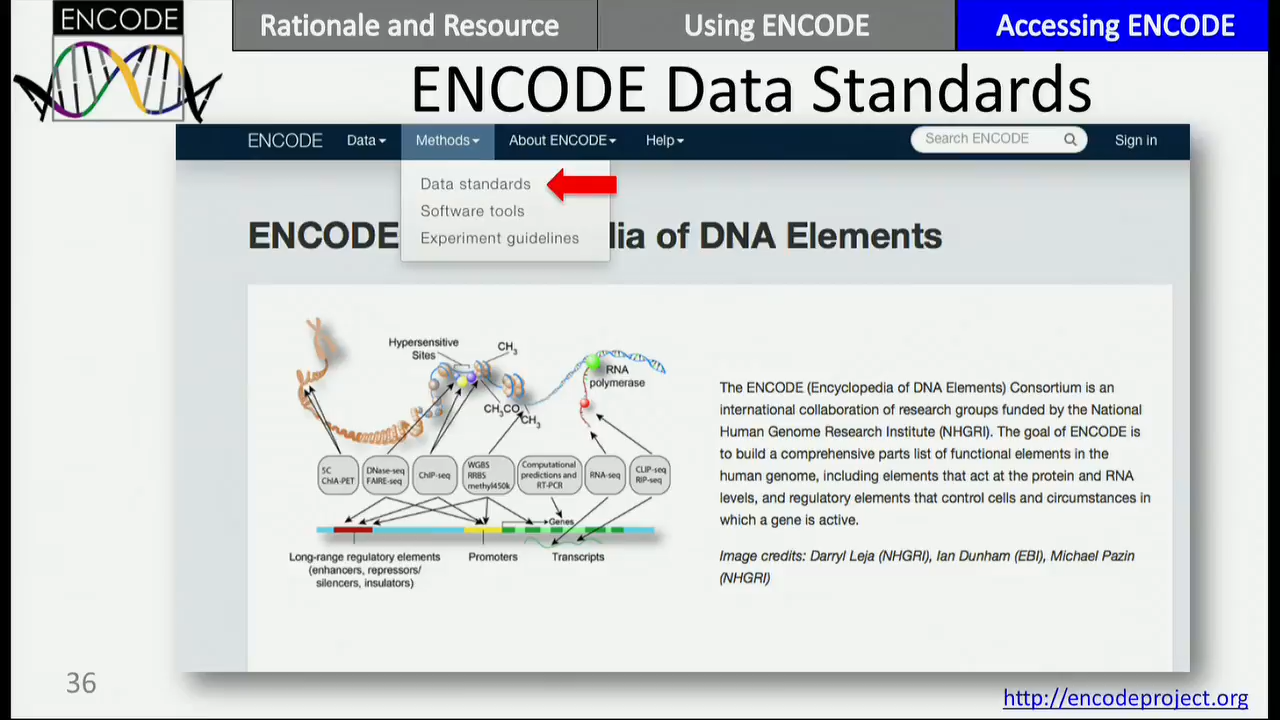 ENCODE
Rationale and Resource
Using ENCODE
Accessing ENCODE
ENCODE Data Standards
ENCODE
Data
Methods
About ENCODE
Help
Search ENCODE
Sign in
Data standards
Software tools
Experiment guidelines
ENCODE
dia of DNA Elements
Hypersensitive
Sites
CH3
RNA
polymerase
CH3CO
CH3
5C
ChIA-PET
DNase-seq
FAIRE-seq
ChIP-seq
WGBS
RRBS
methyl450k
Computational
predictions and
RT-PCR
RNA-seq
CLIP-seq
RIP-seq
Genes
Long-range regulatory elements
(enhancers, repressors/
silencers, insulators)
Promoters
Transcripts
The ENCODE (Encyclopedia of DNA Elements) Consortium is an
international collaboration of research groups funded by the National
Human Genome Research Institute (NHGRI). The goal of ENCODE is
to build a comprehensive parts list of functional elements in the
human genome, including elements that act at the protein and RNA
levels, and regulatory elements that control cells and circumstances in
which a gene is active.
Image credits: Darryl Leja (NHGRI), Ian Dunham (EBI), Michael Pazin
(NHGRI)
36
http://encodeproject.org